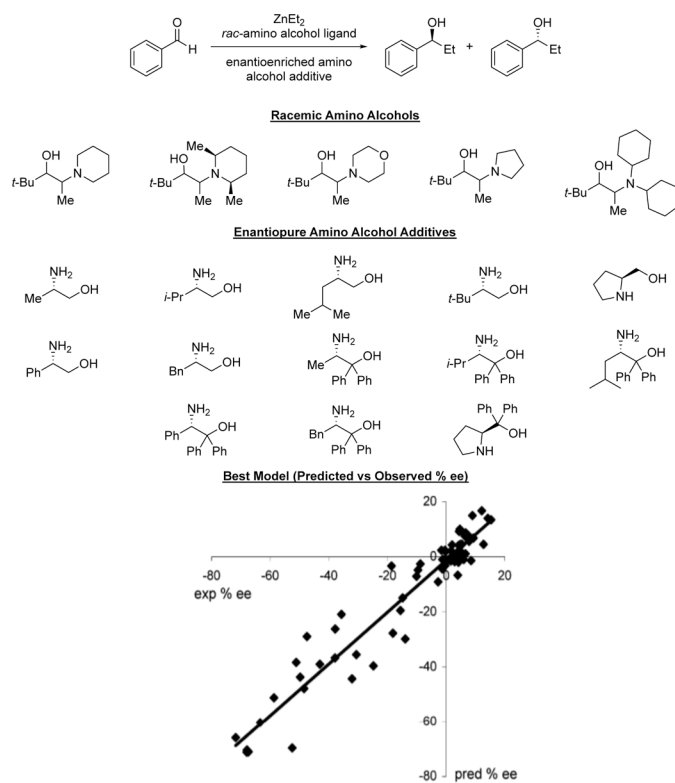 O
H
ZnEt₂
rac-amino alcohol ligand
enantioenriched amino
alcohol additive
OH
Et
+
OH
Et
Racemic Amino Alcohols
OH
N
t-Bu
Me
Me
HO
N
t-Bu
Me Me
OH
O
N
t-Bu
Me
OH
N
t-Bu
Me
OH
N
t-Bu
Me
Enantiopure Amino Alcohol Additives
NH₂
Me OH
NH₂
i-Pr OH
NH₂
OH
Me Me
NH₂
t-Bu OH
NH
OH
NH₂
Ph OH
NH₂
Bn OH
NH₂
Me OH
Ph Ph
NH₂
i-Pr OH
Ph Ph
NH₂
OH
Ph Ph
NH₂
Ph OH
Ph Ph
NH₂
Bn OH
Ph Ph
Ph Ph
NH OH
Best Model (Predicted vs Observed % ee)
20
0
-80 -60 -40 -20 0 20
exp % ee
-20
-40
-60
-80
pred % ee